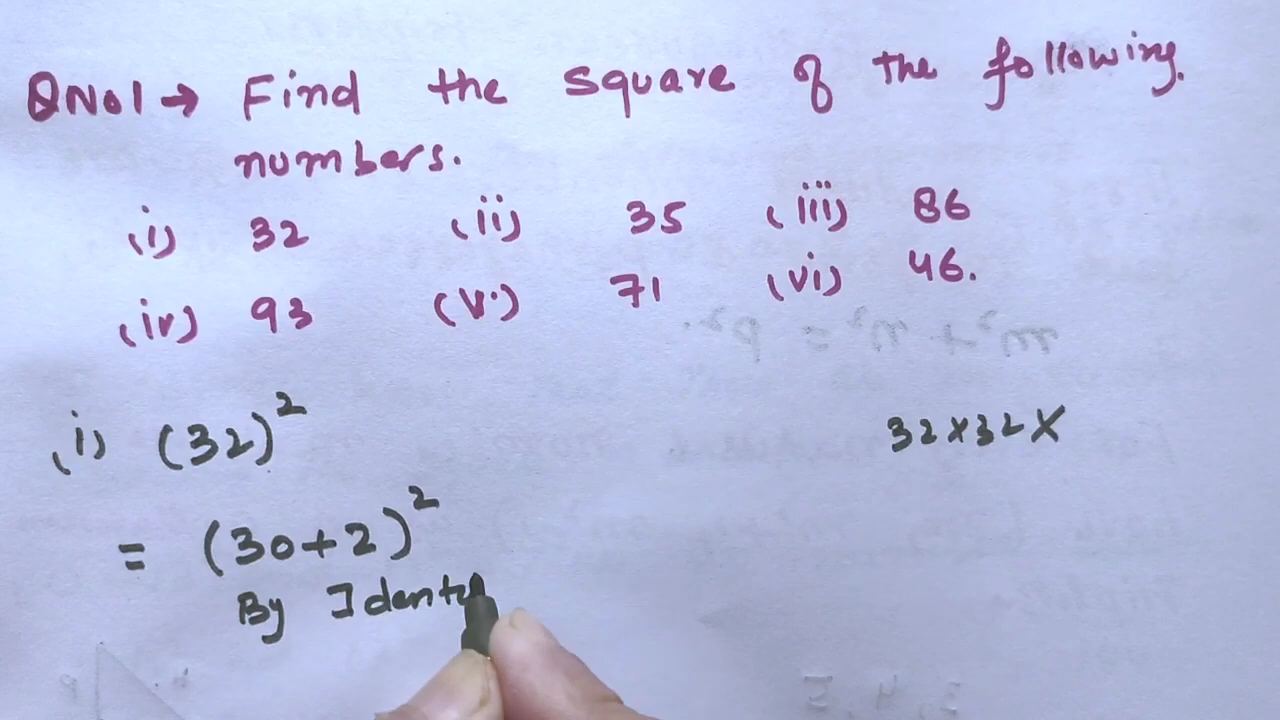 QNo1 → Find the square of the following.
numbers.
(i) 32 (ii) 35 (iii) 86
(iv) 93 (v.) 71 (vi) 46.
(i) (32)² 32×32×
= (30+2)²
By Identi